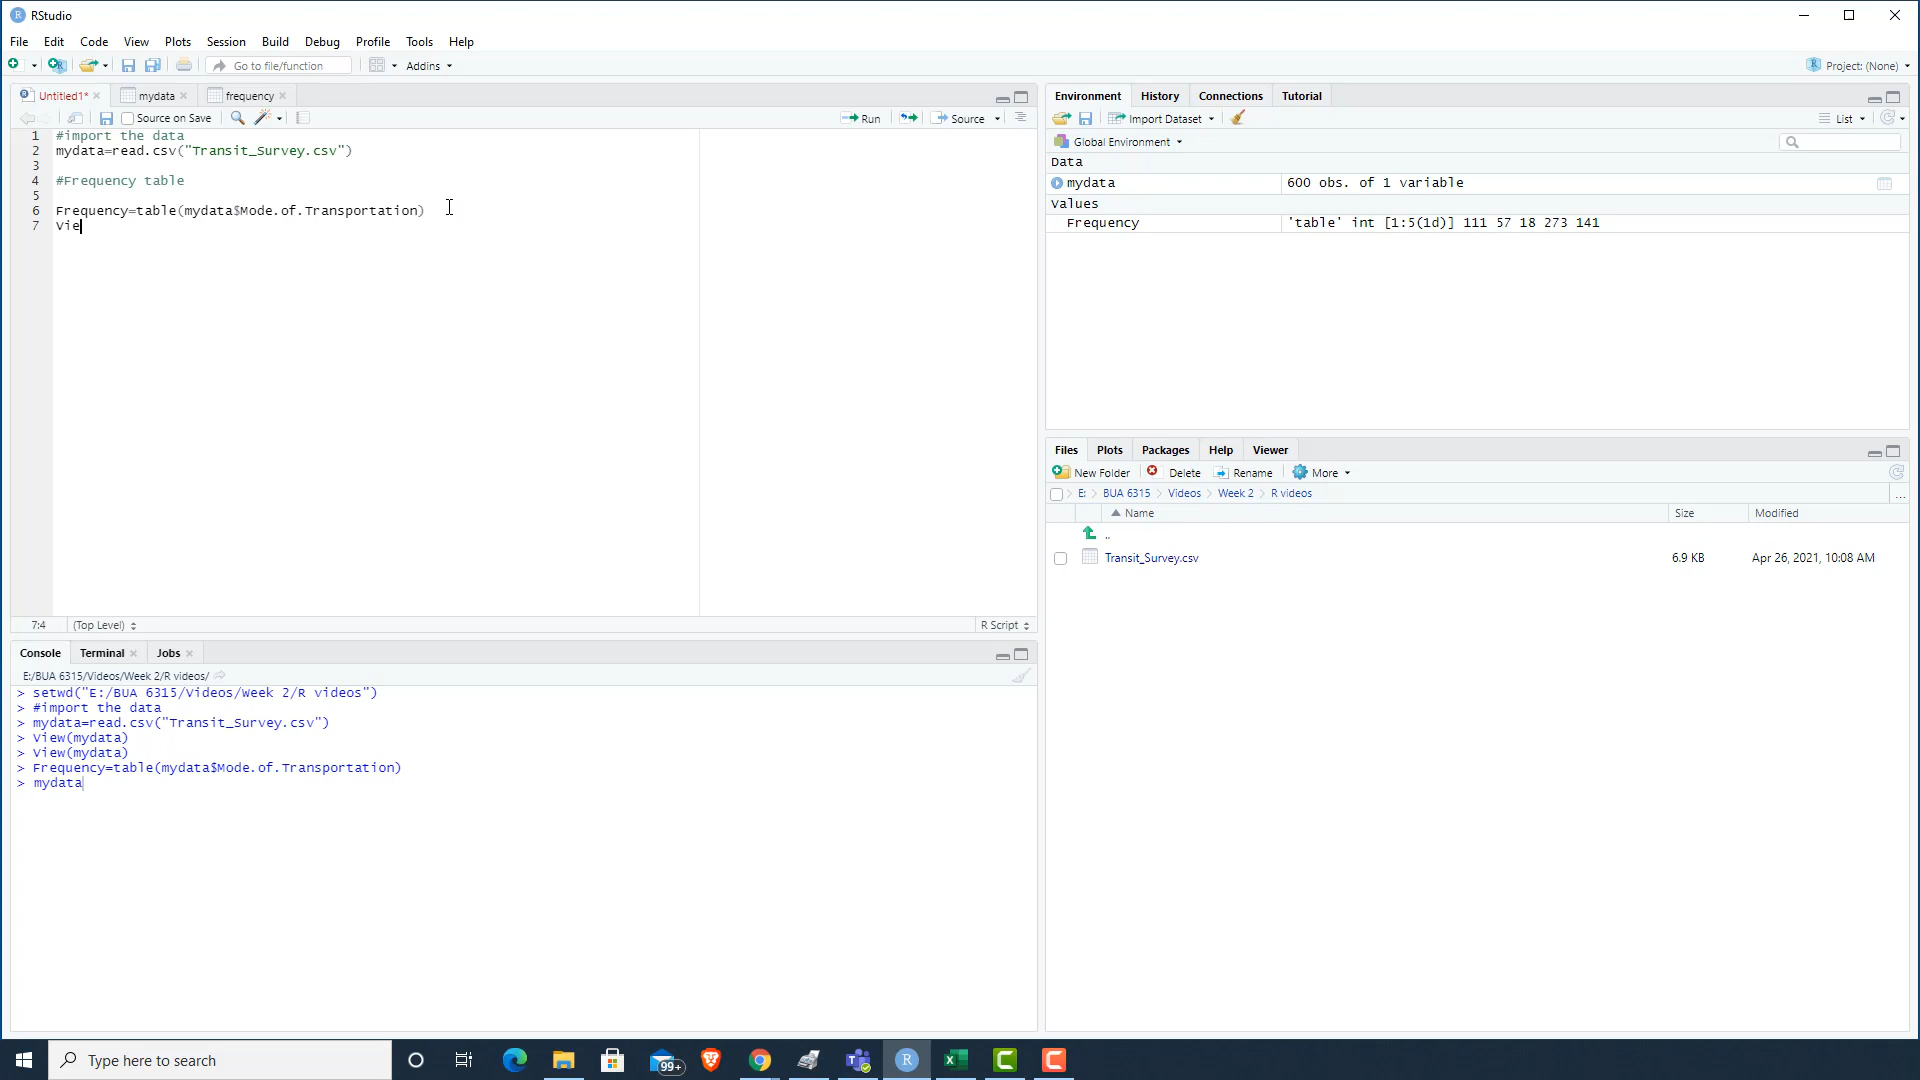 RStudio
File Edit Code View Plots Session Build Debug Profile Tools Help
Go to file/function Addins Project: (None)
Untitled1* mydata frequency
Source on Save Run Source
1 #import the data
2 mydata=read.csv("Transit_Survey.csv")
3
4 #Frequency table
5
6 Frequency=table(mydata$Mode.of.Transportation)
7 Vie
7:4 (Top Level) R Script
Console Terminal Jobs
E:/BUA 6315/Videos/Week 2/R videos/
> setwd("E:/BUA 6315/Videos/Week 2/R videos")
> #import the data
> mydata=read.csv("Transit_Survey.csv")
> View(mydata)
> View(mydata)
> Frequency=table(mydata$Mode.of.Transportation)
> mydata
Environment History Connections Tutorial
Import Dataset List
Global Environment
Data
mydata 600 obs. of 1 variable
Values
Frequency 'table' int [1:5(1d)] 111 57 18 273 141
Files Plots Packages Help Viewer
New Folder Delete Rename More
E: BUA 6315 Videos Week 2 R videos ...
Name Size Modified
..
Transit_Survey.csv 6.9 KB Apr 26, 2021, 10:08 AM
Type here to search 99+